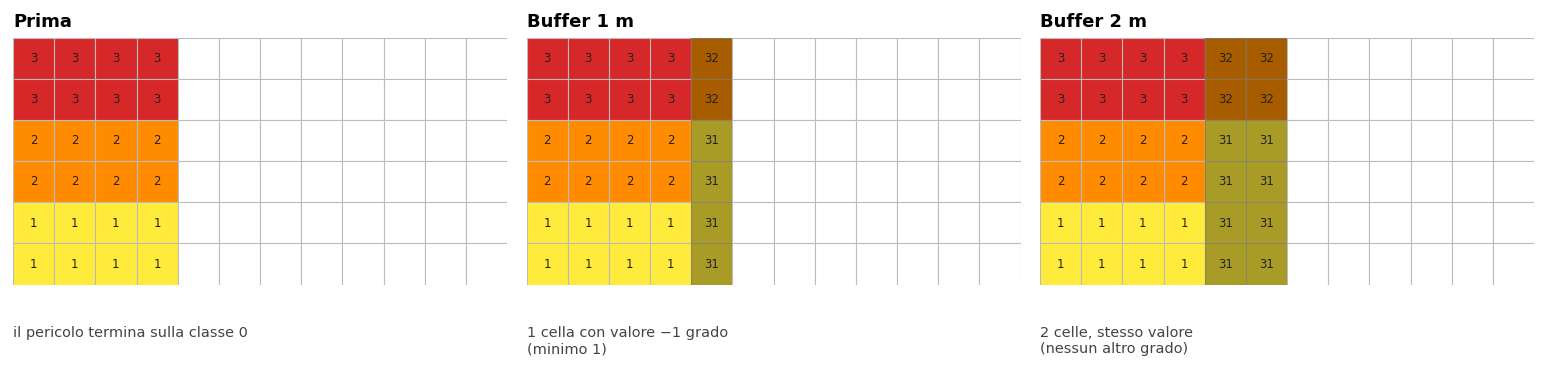 Prima
Buffer 1 m
Buffer 2 m
3 3 3 3
3 3 3 3 32
3 3 3 3 32 32
3 3 3 3
3 3 3 3 32
3 3 3 3 32 32
2 2 2 2
2 2 2 2 31
2 2 2 2 31 31
2 2 2 2
2 2 2 2 31
2 2 2 2 31 31
1 1 1 1
1 1 1 1 31
1 1 1 1 31 31
1 1 1 1
1 1 1 1 31
1 1 1 1 31 31
il pericolo termina sulla classe 0
1 cella con valore −1 grado
(minimo 1)
2 celle, stesso valore
(nessun altro grado)